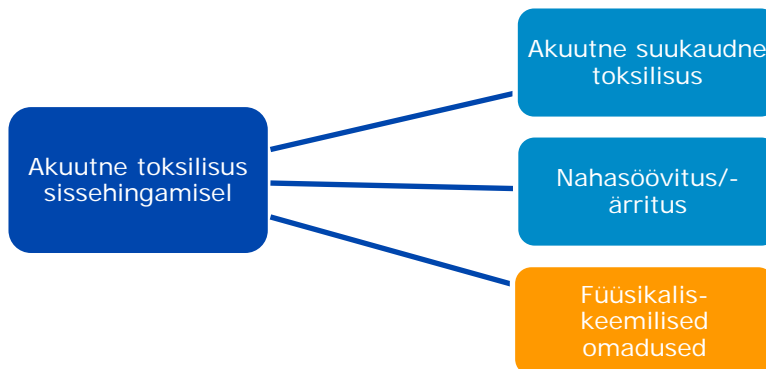 Akuutne toksilisus
sissehingamisel
Akuutne suukaudne
toksilisus
Nahasöövitus/-
ärritus
Füüsikalis-
keemilised
omadused